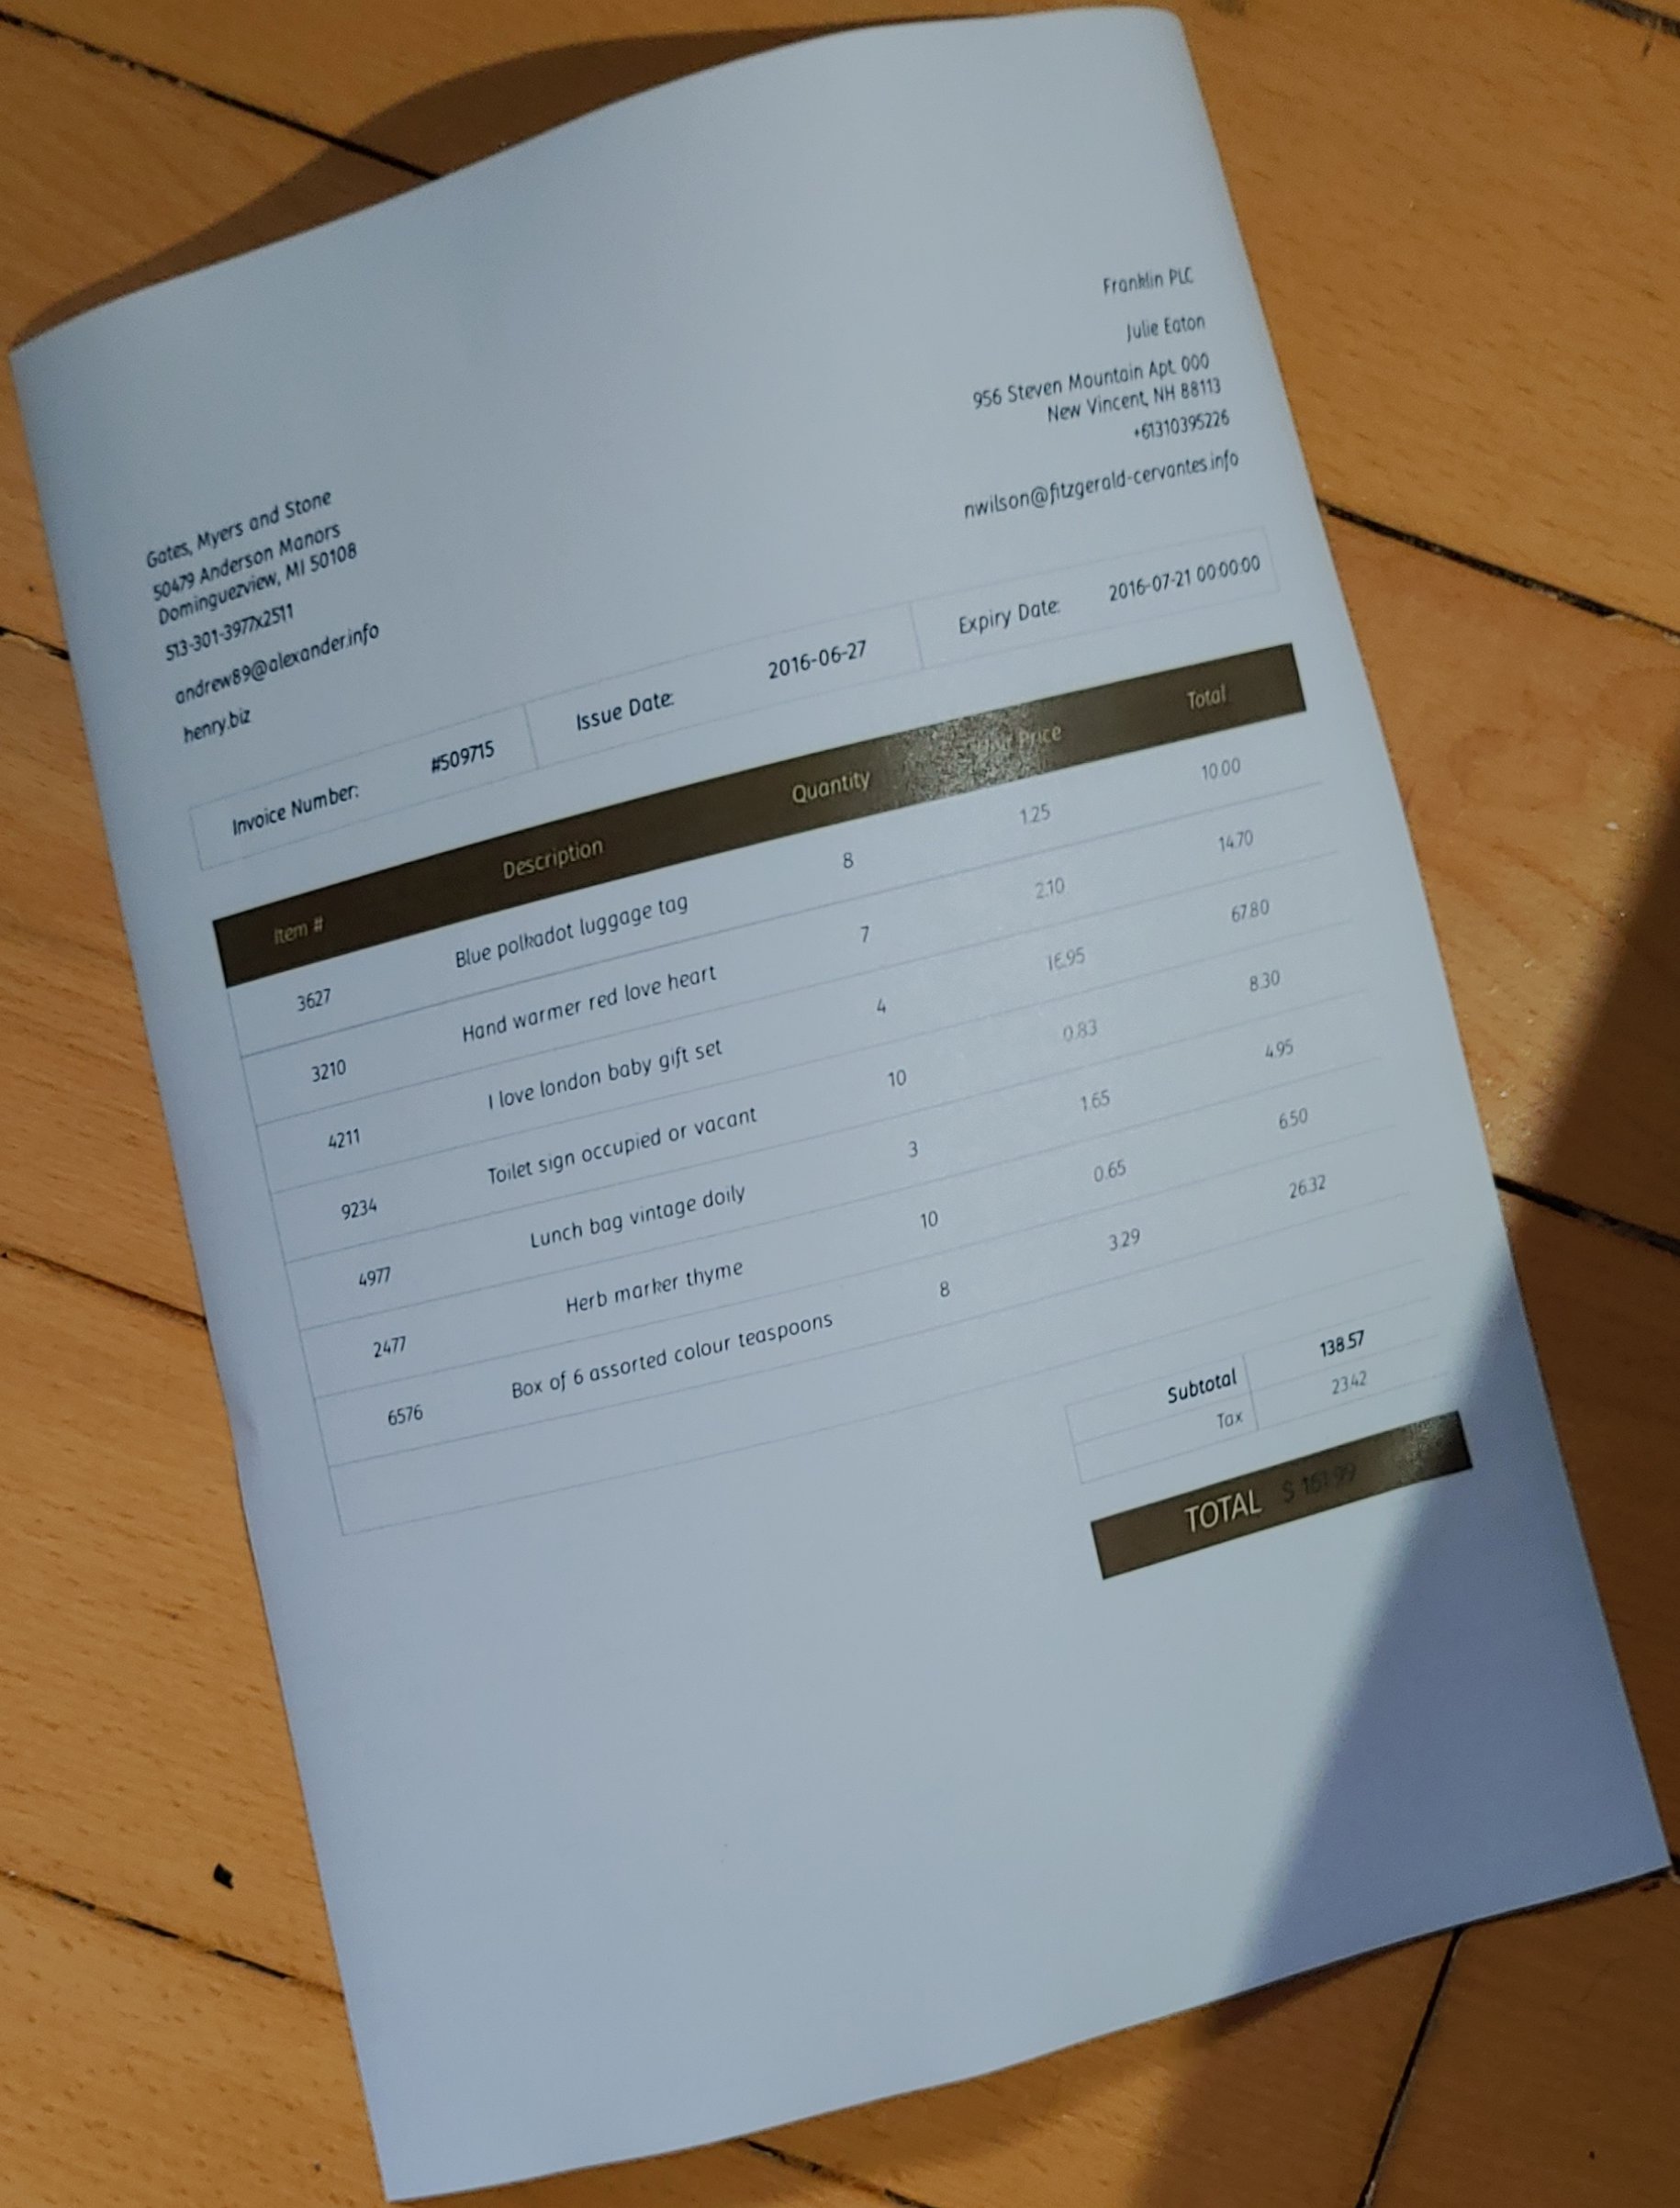 Franklin PLC
Julie Eaton
956 Steven Mountain Apt. 000
New Vincent, NH 88113
+61310395226
nwilson@fitzgerald-cervantes.info
Gates, Myers and Stone
50479 Anderson Manors
Dominguezview, MI 50108
513-301-3977x2511
andrew89@alexander.info
henry.biz
Invoice Number: #509715 Issue Date: 2016-06-27 Expiry Date: 2016-07-21 00:00:00
Item # Description Quantity Unit Price Total
3627 Blue polkadot luggage tag 8 1.25 10.00
3210 Hand warmer red love heart 7 2.10 14.70
4211 I love london baby gift set 4 16.95 67.80
9234 Toilet sign occupied or vacant 10 0.83 8.30
4977 Lunch bag vintage doily 3 1.65 4.95
2477 Herb marker thyme 10 0.65 6.50
6576 Box of 6 assorted colour teaspoons 8 3.29 26.32
Subtotal 138.57
Tax 23.42
TOTAL $ 161.99